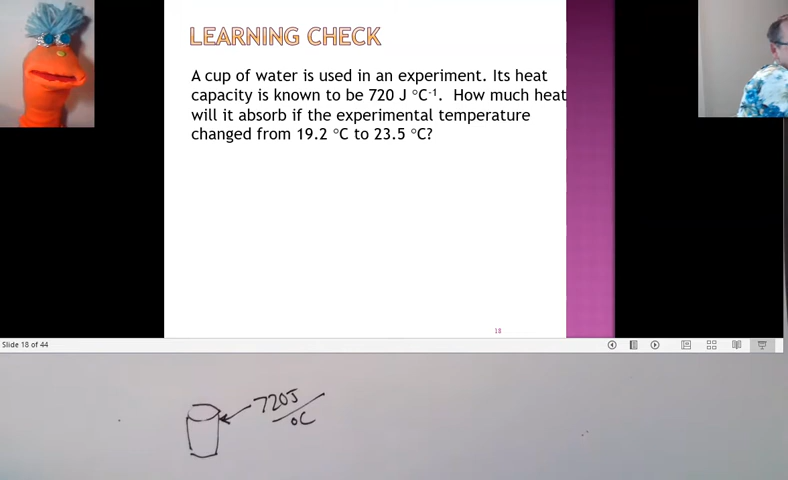 LEARNING CHECK
A cup of water is used in an experiment. Its heat
capacity is known to be 720 J °C⁻¹.  How much heat
will it absorb if the experimental temperature
changed from 19.2 °C to 23.5 °C?
18
Slide 18 of 44
720J/°C